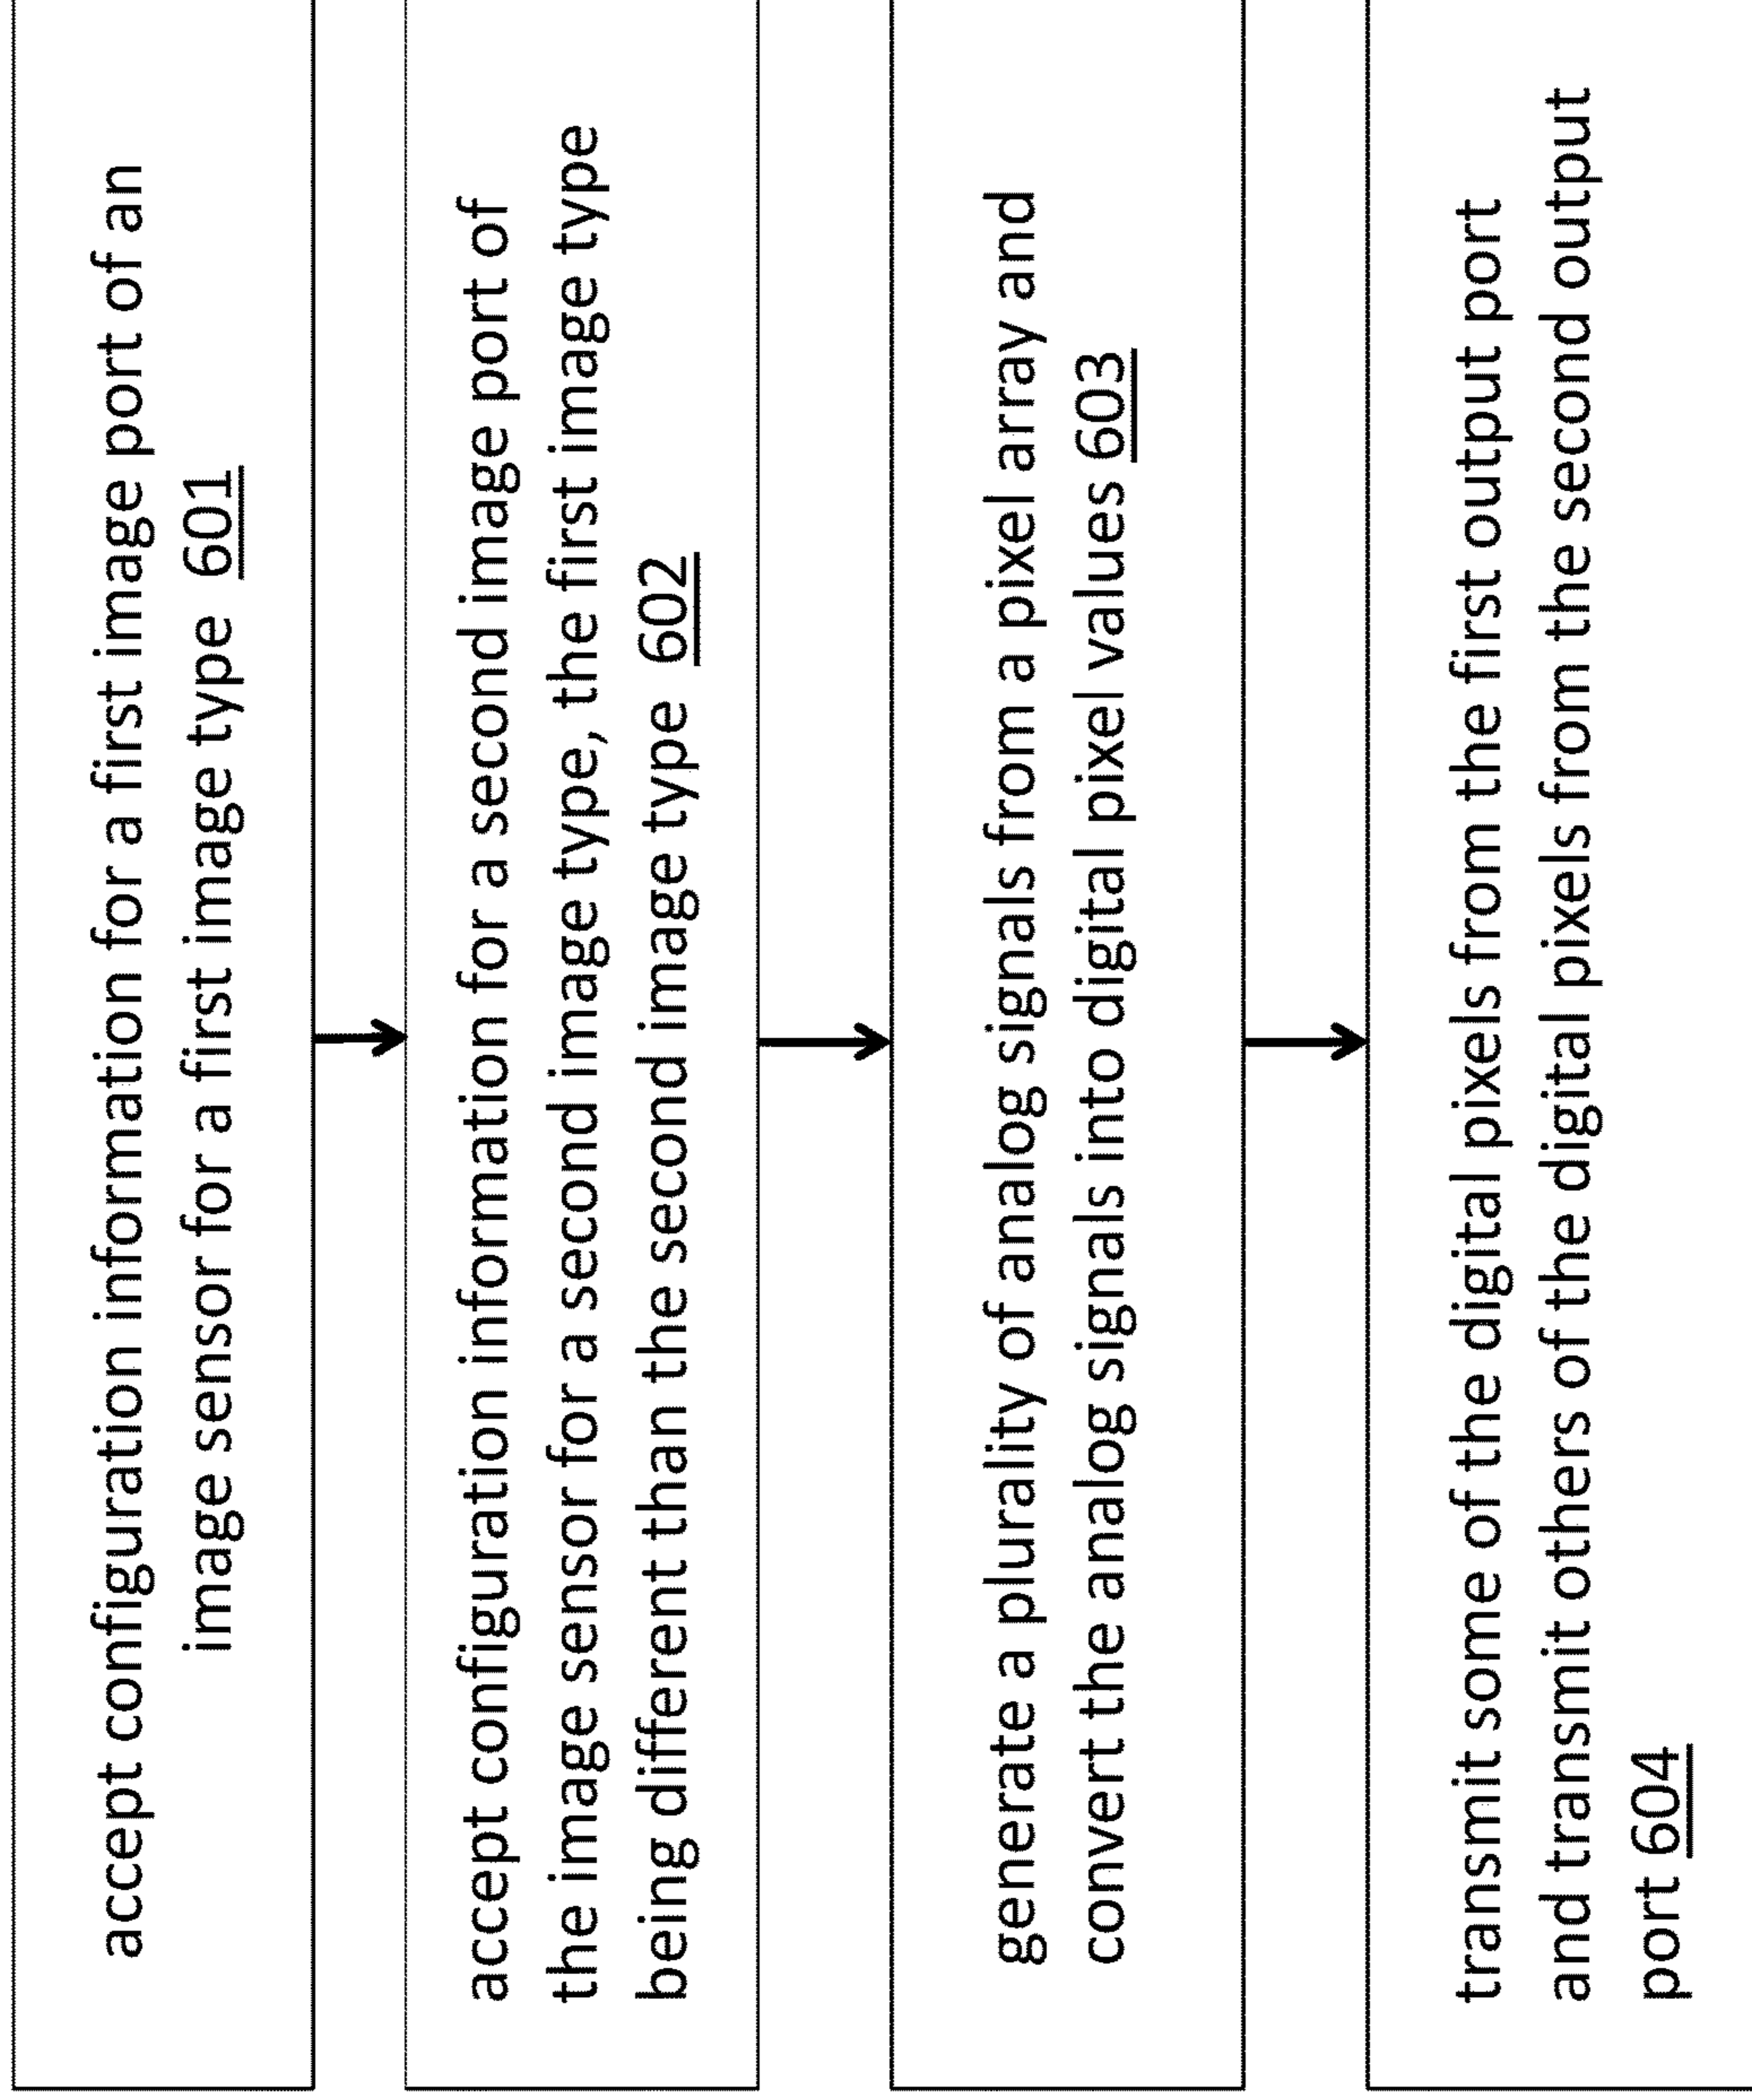 accept configuration information for a first image port of an
image sensor for a first image type 601
accept configuration information for a second image port of
the image sensor for a second image type, the first image type
being different than the second image type 602
generate a plurality of analog signals from a pixel array and
convert the analog signals into digital pixel values 603
transmit some of the digital pixels from the first output port
and transmit others of the digital pixels from the second output
port 604